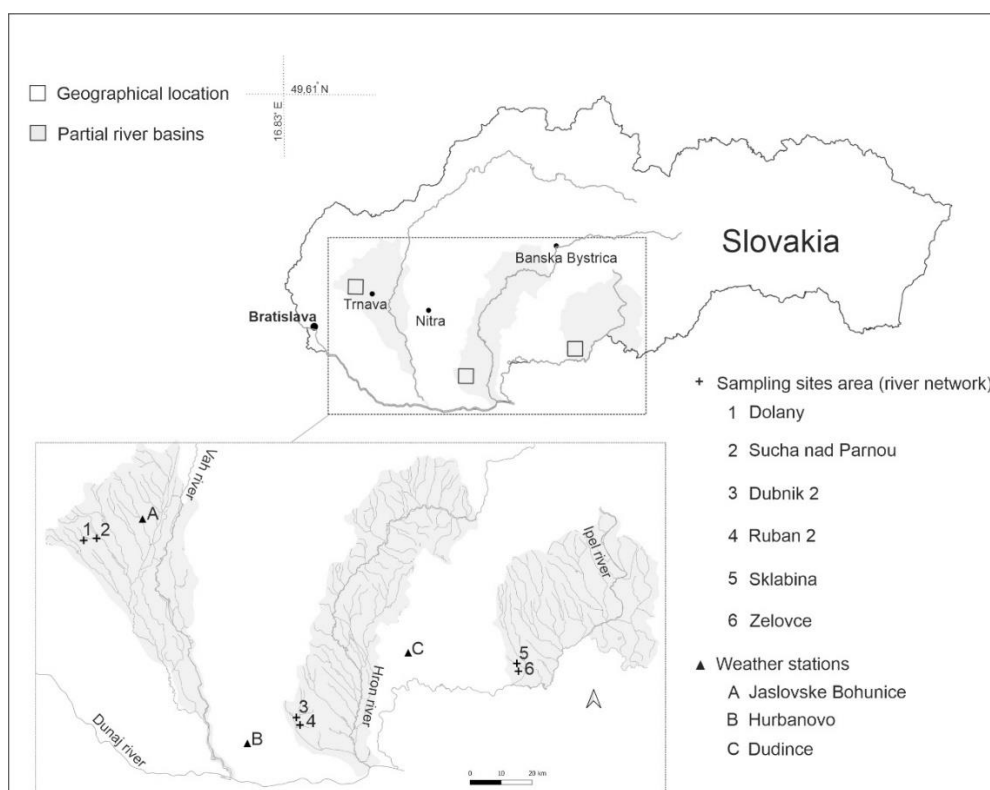 49,61° N
16.83° E
Geographical location
Partial river basins
Slovakia
Banska Bystrica
Trnava
Nitra
Bratislava
+ Sampling sites area (river network)
1 Dolany
2 Sucha nad Parnou
3 Dubnik 2
4 Ruban 2
5 Sklabina
6 Zelovce
▲ Weather stations
A Jaslovske Bohunice
B Hurbanovo
C Dudince
Vah river
A
1 2
Ipel river
C
5
6
Hron river
3
4
B
Dunaj river
0 10 20 km